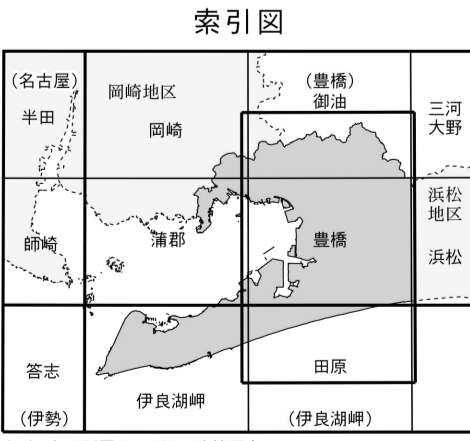 索引図
(名古屋)
半田
岡崎地区
岡崎
(豊橋)
御油
三河
大野
師崎
蒲郡
豊橋
浜松
地区
浜松
答志
(伊勢)
伊良湖岬
田原
(伊良湖岬)